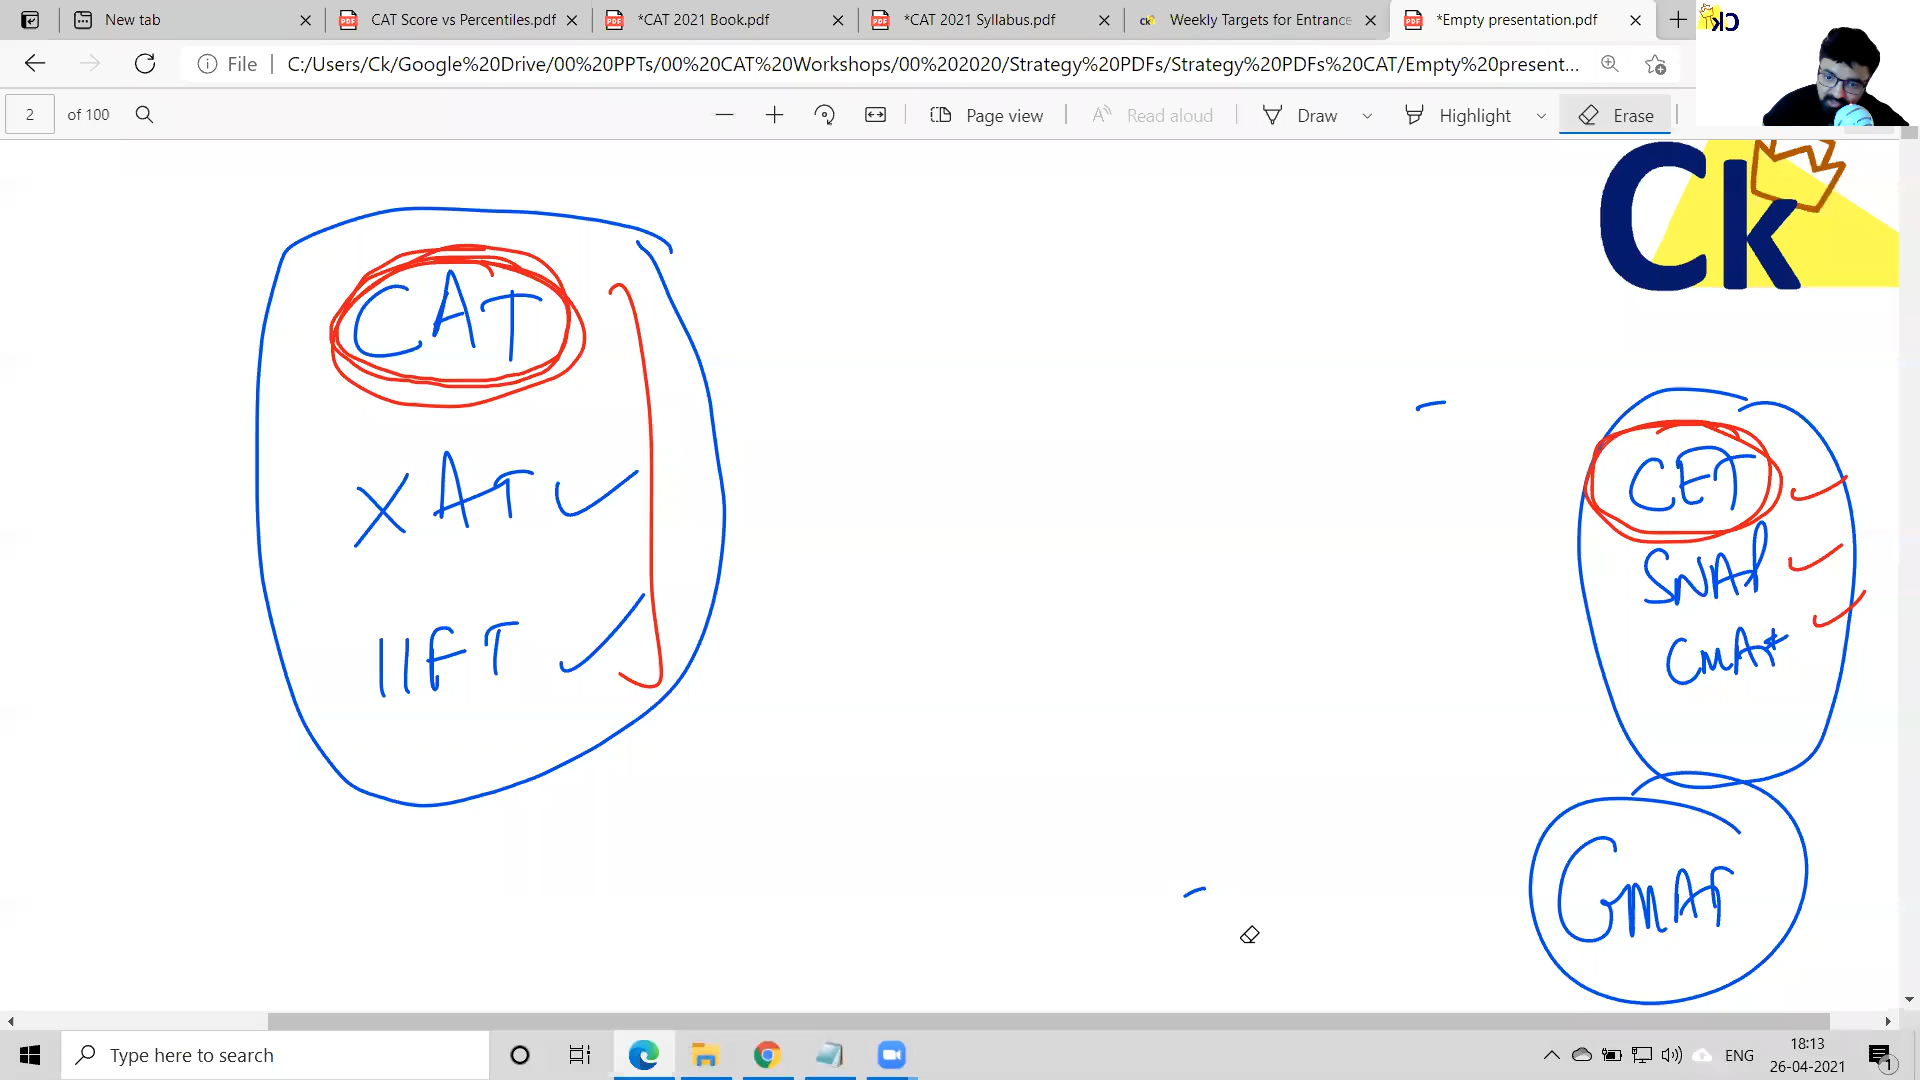 New tab
CAT Score vs Percentiles.pdf
*CAT 2021 Book.pdf
*CAT 2021 Syllabus.pdf
CK Weekly Targets for Entrance
*Empty presentation.pdf
Ck
File
C:/Users/Ck/Google%20Drive/00%20PPTs/00%20CAT%20Workshops/00%202020/Strategy%20PDFs/Strategy%20PDFs%20CAT/Empty%20present...
2 of 100
Page view
Read aloud
Draw
Highlight
Erase
Ck
CAT
XAT
IIFT
CET
SNAP
CMAT
GMAT
Type here to search
ENG
18:13
26-04-2021
1